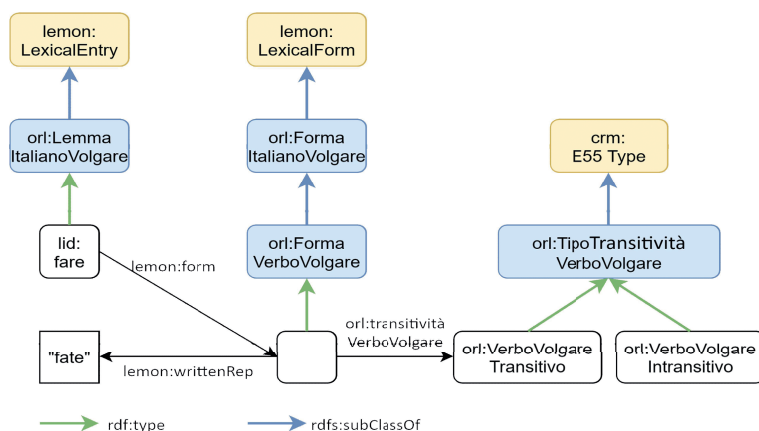 lemon:
LexicalEntry
lemon:
LexicalForm
orl:Lemma
ItalianoVolgare
orl:Forma
ItalianoVolgare
crm:
E55 Type
lid:
fare
lemon:form
orl:Forma
VerboVolgare
orl:TipoTransitività
VerboVolgare
"fate"
lemon:writtenRep
orl:transitività
VerboVolgare
orl:VerboVolgare
Transitivo
orl:VerboVolgare
Intransitivo
rdf:type
rdfs:subClassOf